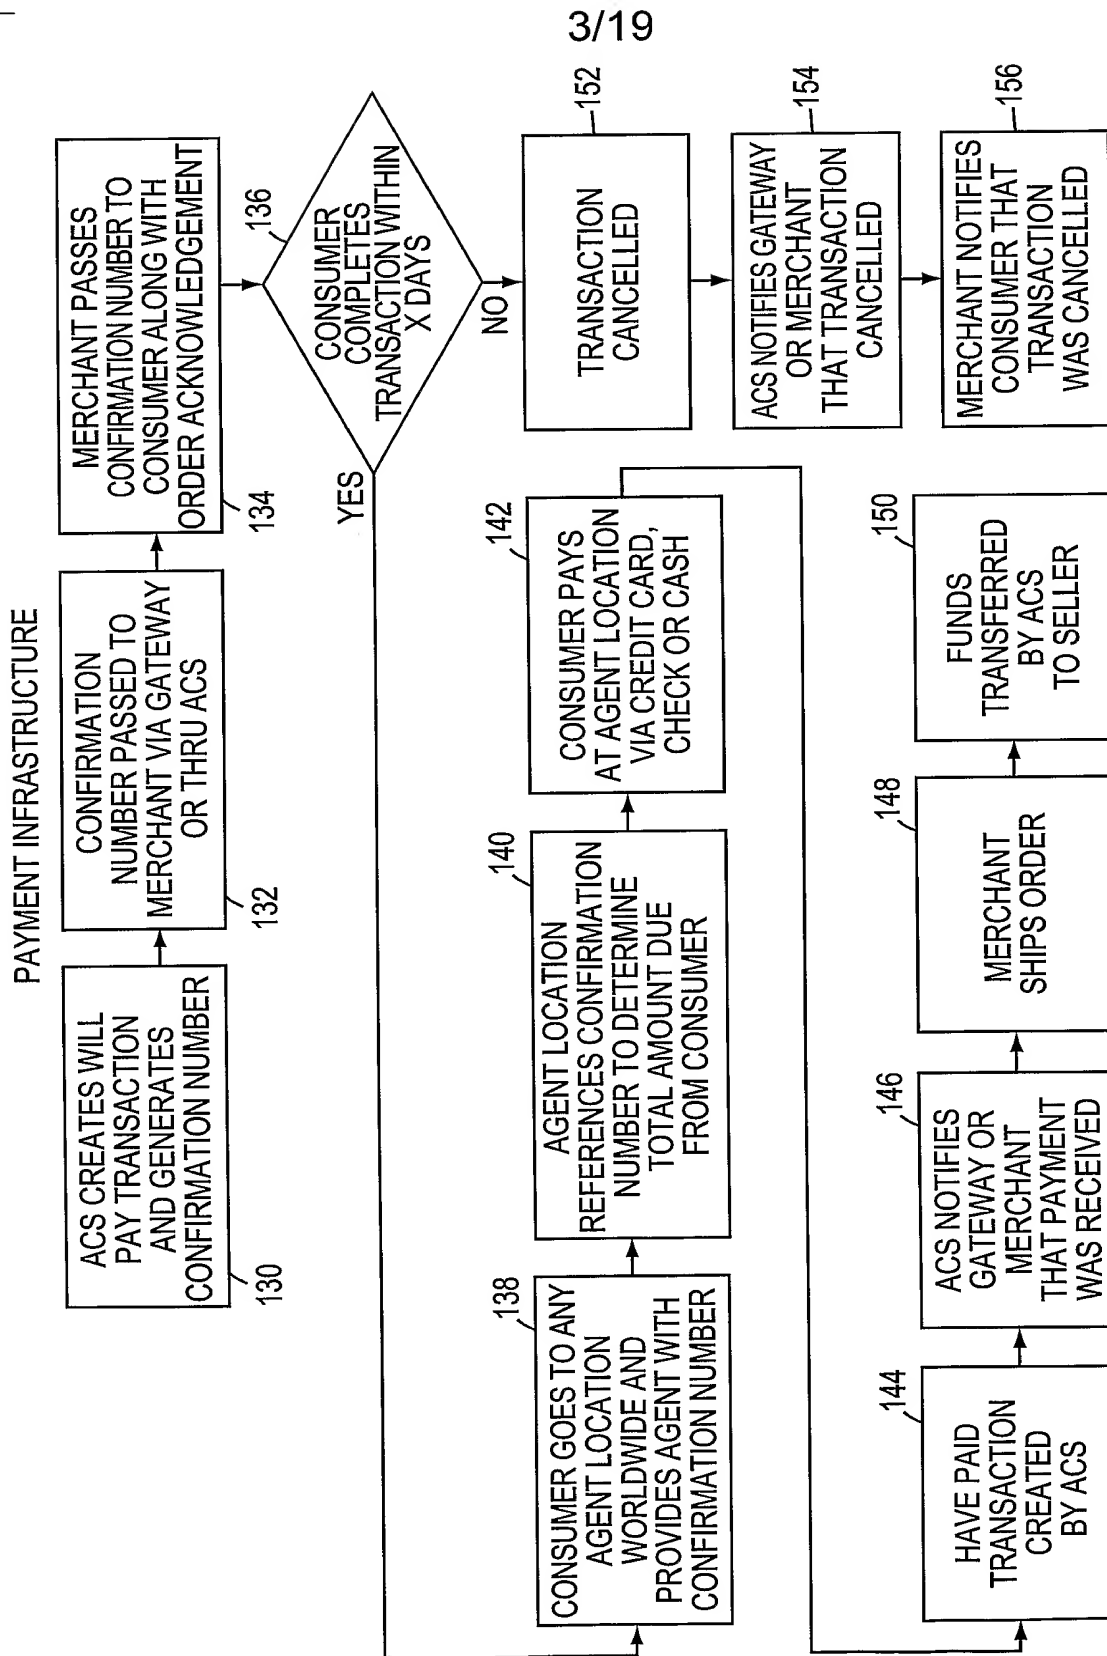 3/19
PAYMENT INFRASTRUCTURE
ACS CREATES WILL
PAY TRANSACTION
AND GENERATES
CONFIRMATION NUMBER
130
CONFIRMATION
NUMBER PASSED TO
MERCHANT VIA GATEWAY
OR THRU ACS
132
MERCHANT PASSES
CONFIRMATION NUMBER TO
CONSUMER ALONG WITH
ORDER ACKNOWLEDGEMENT
134
136
CONSUMER
COMPLETES
TRANSACTION WITHIN
X DAYS
YES
NO
138
CONSUMER GOES TO ANY
AGENT LOCATION
WORLDWIDE AND
PROVIDES AGENT WITH
CONFIRMATION NUMBER
140
AGENT LOCATION
REFERENCES CONFIRMATION
NUMBER TO DETERMINE
TOTAL AMOUNT DUE
FROM CONSUMER
142
CONSUMER PAYS
AT AGENT LOCATION
VIA CREDIT CARD,
CHECK OR CASH
144
HAVE PAID
TRANSACTION
CREATED
BY ACS
146
ACS NOTIFIES
GATEWAY OR
MERCHANT
THAT PAYMENT
WAS RECEIVED
148
MERCHANT
SHIPS ORDER
150
FUNDS
TRANSFERRED
BY ACS
TO SELLER
152
TRANSACTION
CANCELLED
154
ACS NOTIFIES GATEWAY
OR MERCHANT
THAT TRANSACTION
CANCELLED
156
MERCHANT NOTIFIES
CONSUMER THAT
TRANSACTION
WAS CANCELLED